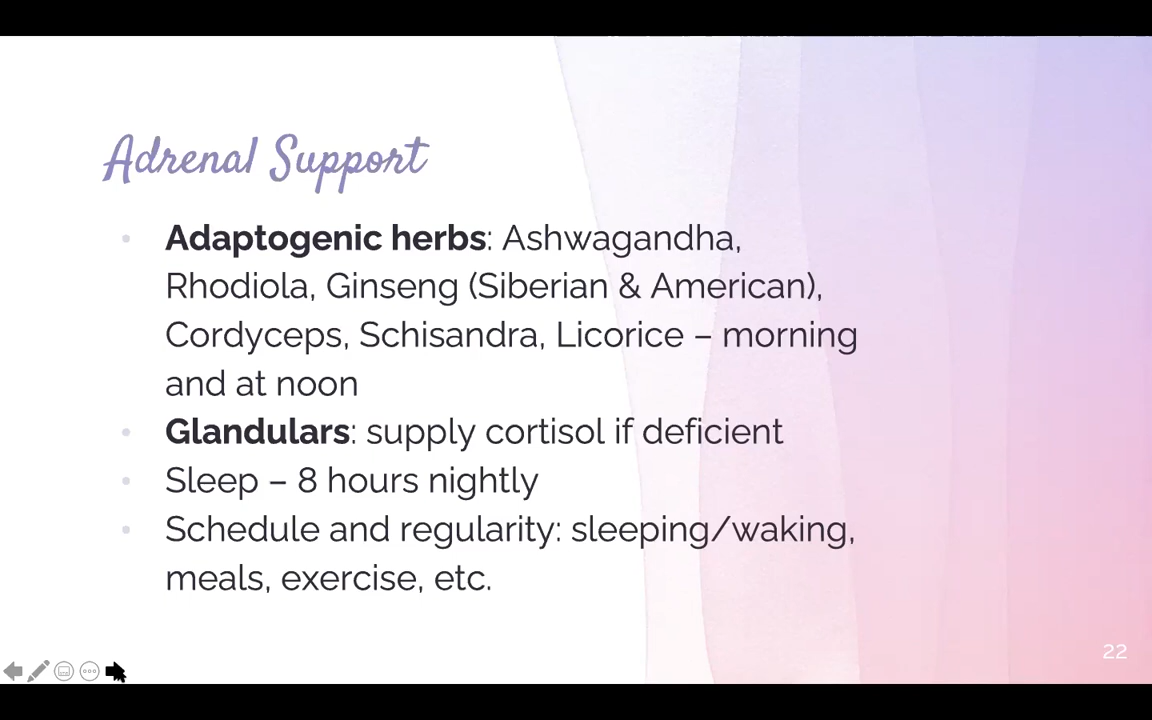 Adrenal Support
• Adaptogenic herbs: Ashwagandha,
Rhodiola, Ginseng (Siberian & American),
Cordyceps, Schisandra, Licorice – morning
and at noon
• Glandulars: supply cortisol if deficient
• Sleep – 8 hours nightly
• Schedule and regularity: sleeping/waking,
meals, exercise, etc.
22